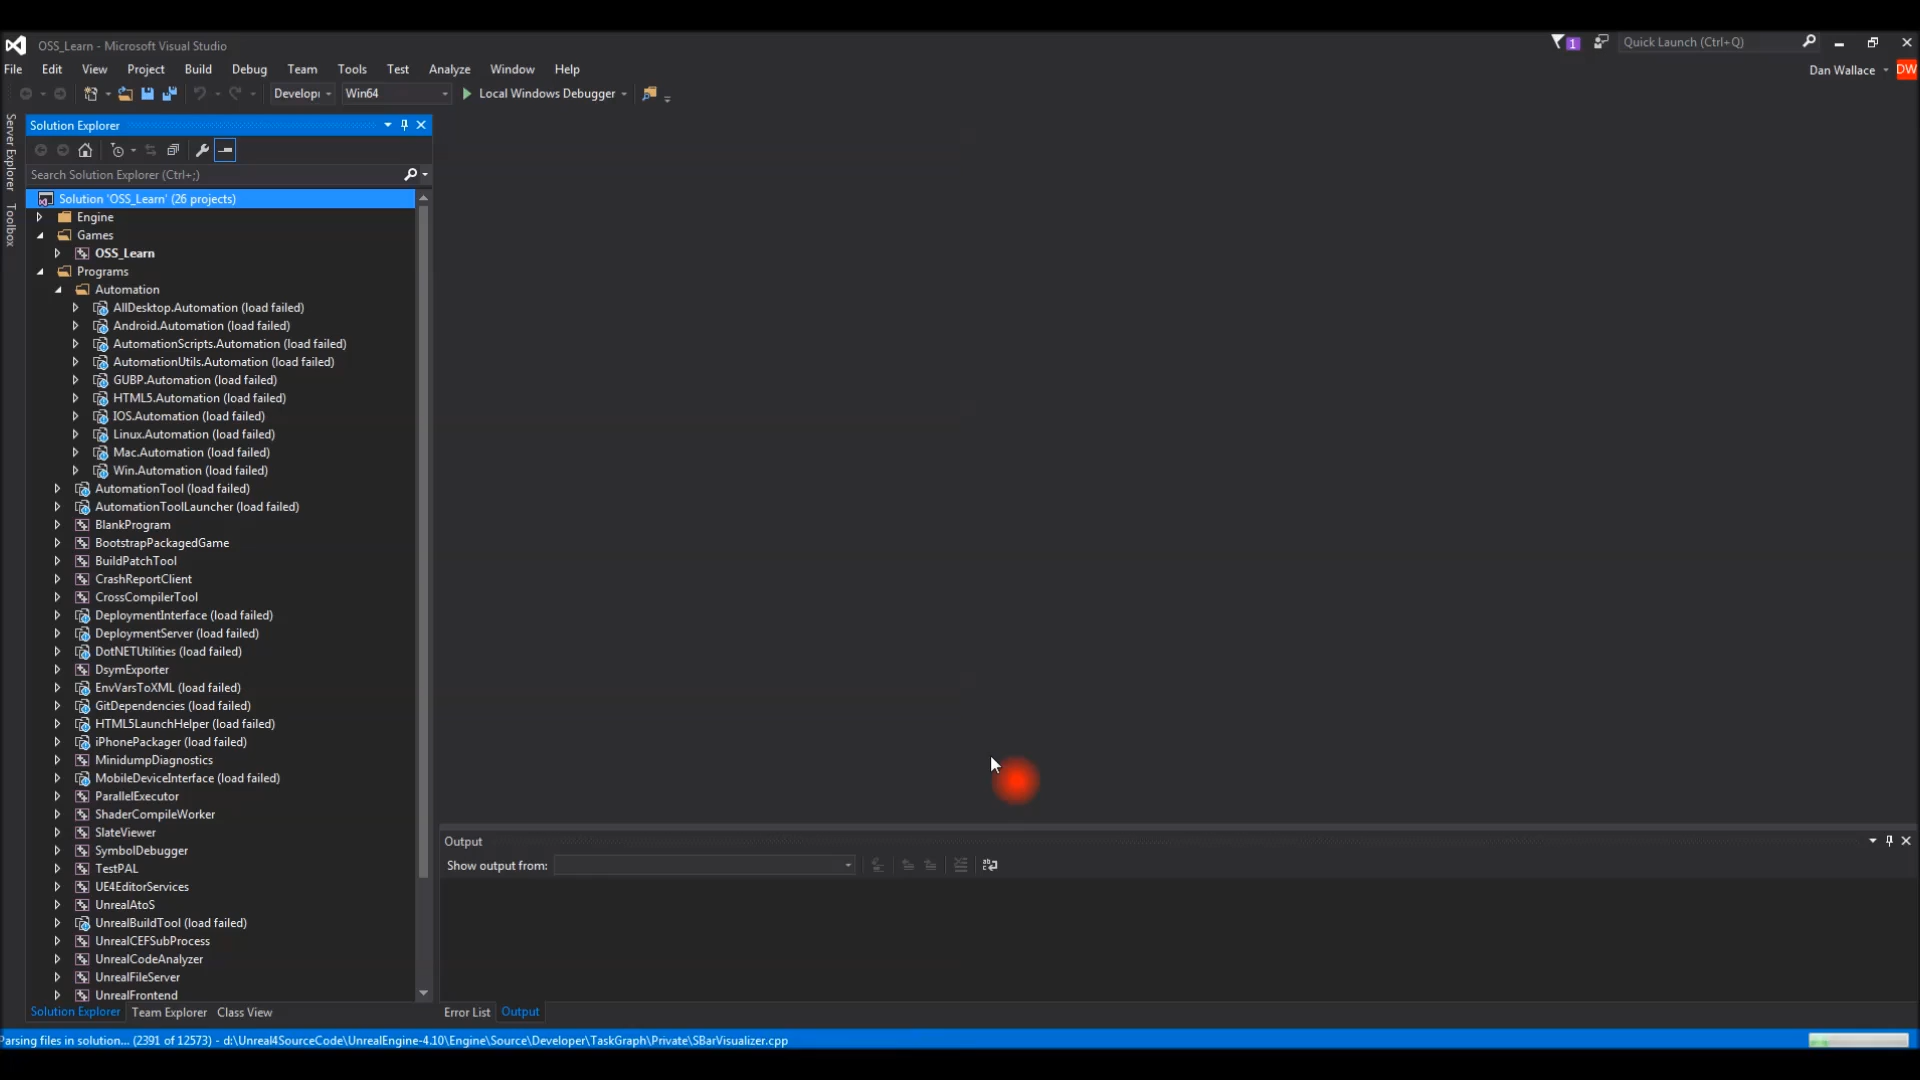 OSS_Learn - Microsoft Visual Studio
1
Quick Launch (Ctrl+Q)
File Edit View Project Build Debug Team Tools Test Analyze Window Help
Dan Wallace
DW
Develop Win64 Local Windows Debugger
Server Explorer
Toolbox
Solution Explorer
Search Solution Explorer (Ctrl+;)
Solution 'OSS_Learn' (26 projects)
Engine
Games
OSS_Learn
Programs
Automation
AllDesktop.Automation (load failed)
Android.Automation (load failed)
AutomationScripts.Automation (load failed)
AutomationUtils.Automation (load failed)
GUBP.Automation (load failed)
HTML5.Automation (load failed)
IOS.Automation (load failed)
Linux.Automation (load failed)
Mac.Automation (load failed)
Win.Automation (load failed)
AutomationTool (load failed)
AutomationToolLauncher (load failed)
BlankProgram
BootstrapPackagedGame
BuildPatchTool
CrashReportClient
CrossCompilerTool
DeploymentInterface (load failed)
DeploymentServer (load failed)
DotNETUtilities (load failed)
DsymExporter
EnvVarsToXML (load failed)
GitDependencies (load failed)
HTML5LaunchHelper (load failed)
iPhonePackager (load failed)
MinidumpDiagnostics
MobileDeviceInterface (load failed)
ParallelExecutor
ShaderCompileWorker
SlateViewer
SymbolDebugger
TestPAL
UE4EditorServices
UnrealAtoS
UnrealBuildTool (load failed)
UnrealCEFSubProcess
UnrealCodeAnalyzer
UnrealFileServer
UnrealFrontend
Solution Explorer Team Explorer Class View
Output
Show output from:
Error List Output
Parsing files in solution... (2391 of 12573) - d:\Unreal4SourceCode\UnrealEngine-4.10\Engine\Source\Developer\TaskGraph\Private\SBarVisualizer.cpp